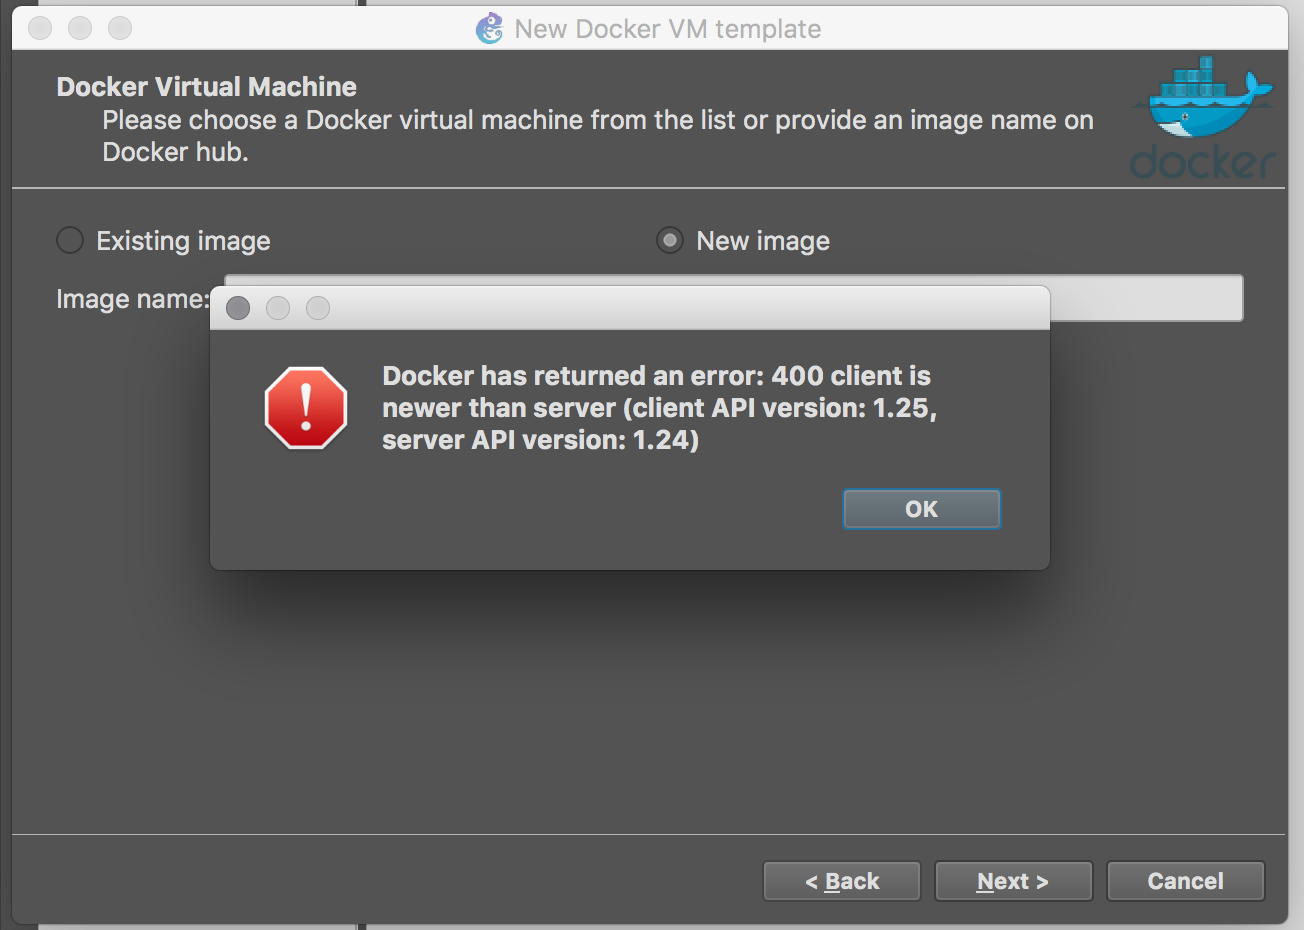 New Docker VM template
Docker Virtual Machine
Please choose a Docker virtual machine from the list or provide an image name on
Docker hub.
docker
Existing image
New image
Image name:
Docker has returned an error: 400 client is
newer than server (client API version: 1.25,
server API version: 1.24)
OK
< Back
Next >
Cancel